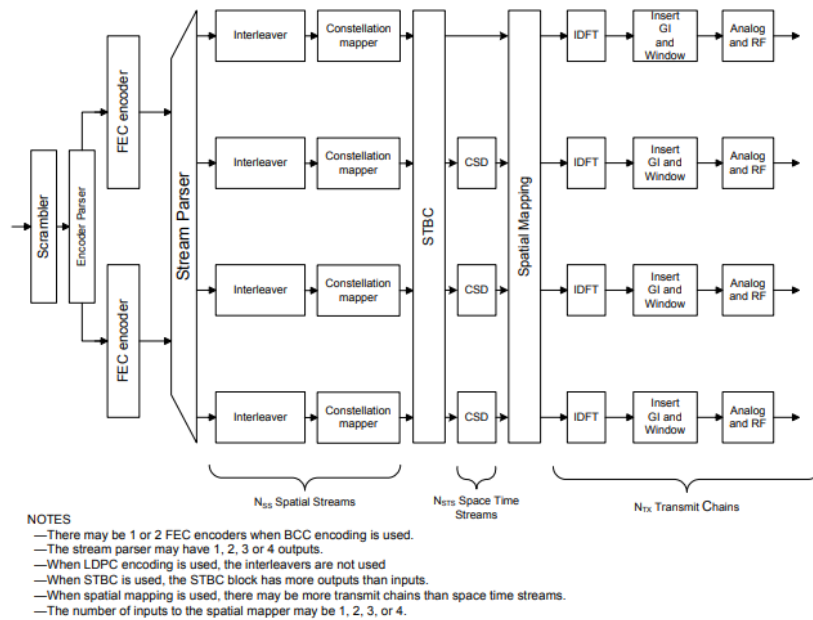 Scrambler
Encoder Parser
FEC encoder
FEC encoder
Stream Parser
Interleaver
Constellation
mapper
Interleaver
Constellation
mapper
Interleaver
Constellation
mapper
Interleaver
Constellation
mapper
STBC
CSD
CSD
CSD
Spatial Mapping
IDFT
Insert
GI
and
Window
Analog
and RF
IDFT
Insert
GI and
Window
Analog
and RF
IDFT
Insert
GI and
Window
Analog
and RF
IDFT
Insert
GI and
Window
Analog
and RF
NSS Spatial Streams
NSTS Space Time
Streams
NTX Transmit Chains
NOTES
—There may be 1 or 2 FEC encoders when BCC encoding is used.
—The stream parser may have 1, 2, 3 or 4 outputs.
—When LDPC encoding is used, the interleavers are not used
—When STBC is used, the STBC block has more outputs than inputs.
—When spatial mapping is used, there may be more transmit chains than space time streams.
—The number of inputs to the spatial mapper may be 1, 2, 3, or 4.